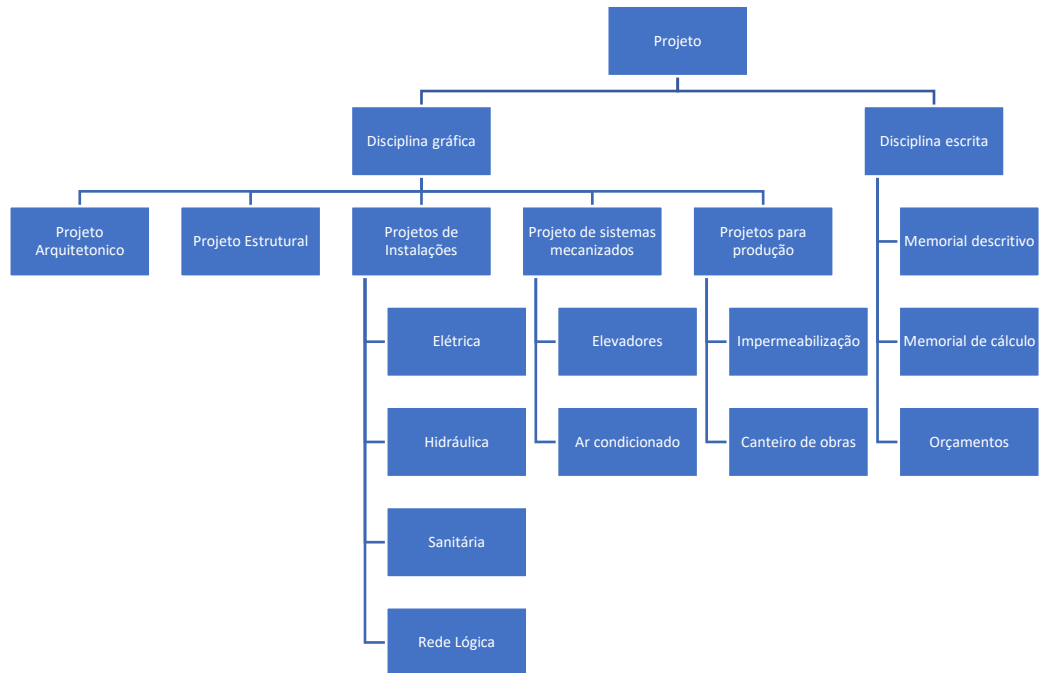 Projeto
Disciplina gráfica
Disciplina escrita
Projeto
Arquitetonico
Projeto Estrutural
Projetos de
Instalações
Projeto de sistemas
mecanizados
Projetos para
produção
Memorial descritivo
Elétrica
Elevadores
Impermeabilização
Memorial de cálculo
Hidráulica
Ar condicionado
Canteiro de obras
Orçamentos
Sanitária
Rede Lógica